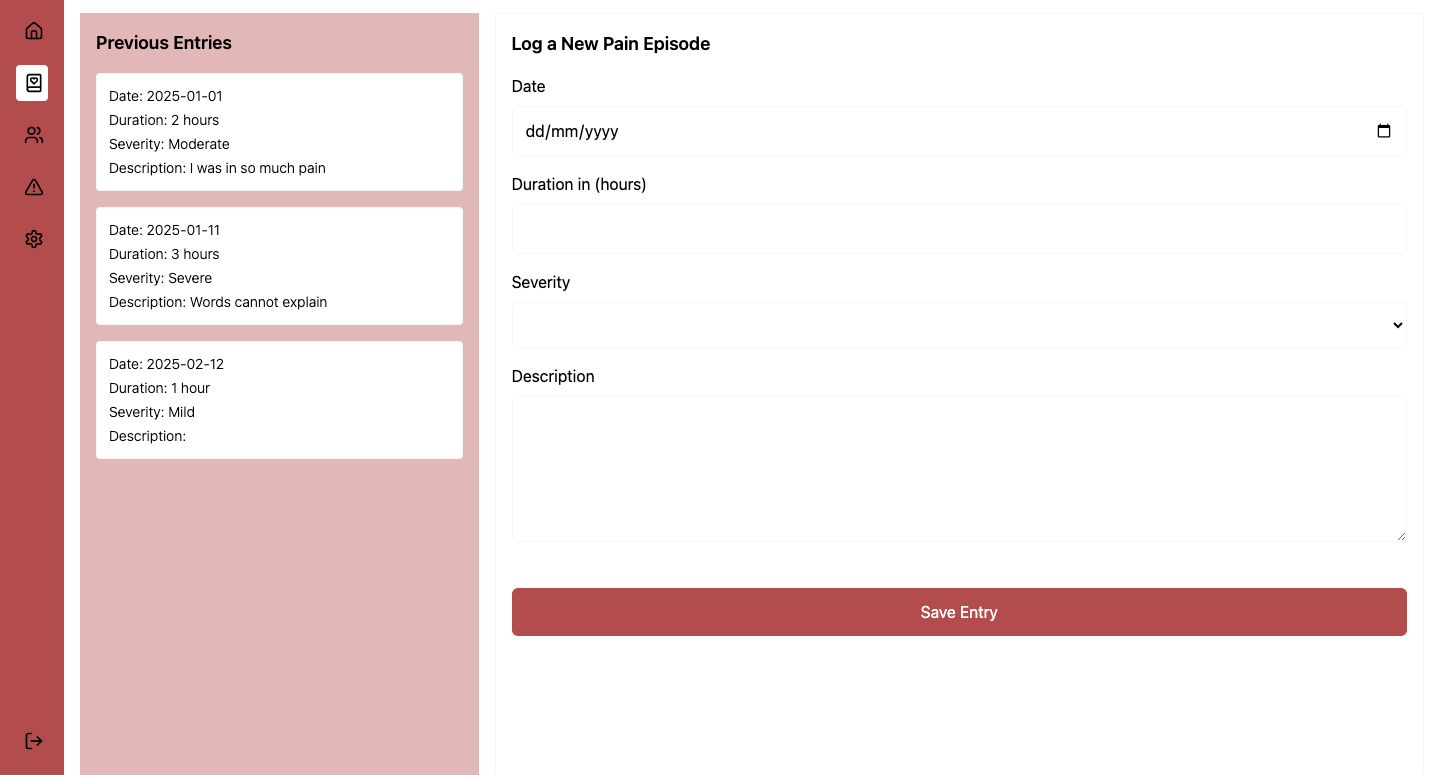 Previous Entries
Date: 2025-01-01
Duration: 2 hours
Severity: Moderate
Description: I was in so much pain
Date: 2025-01-11
Duration: 3 hours
Severity: Severe
Description: Words cannot explain
Date: 2025-02-12
Duration: 1 hour
Severity: Mild
Description:
Log a New Pain Episode
Date
dd/mm/yyyy
Duration in (hours)
Severity
Description
Save Entry